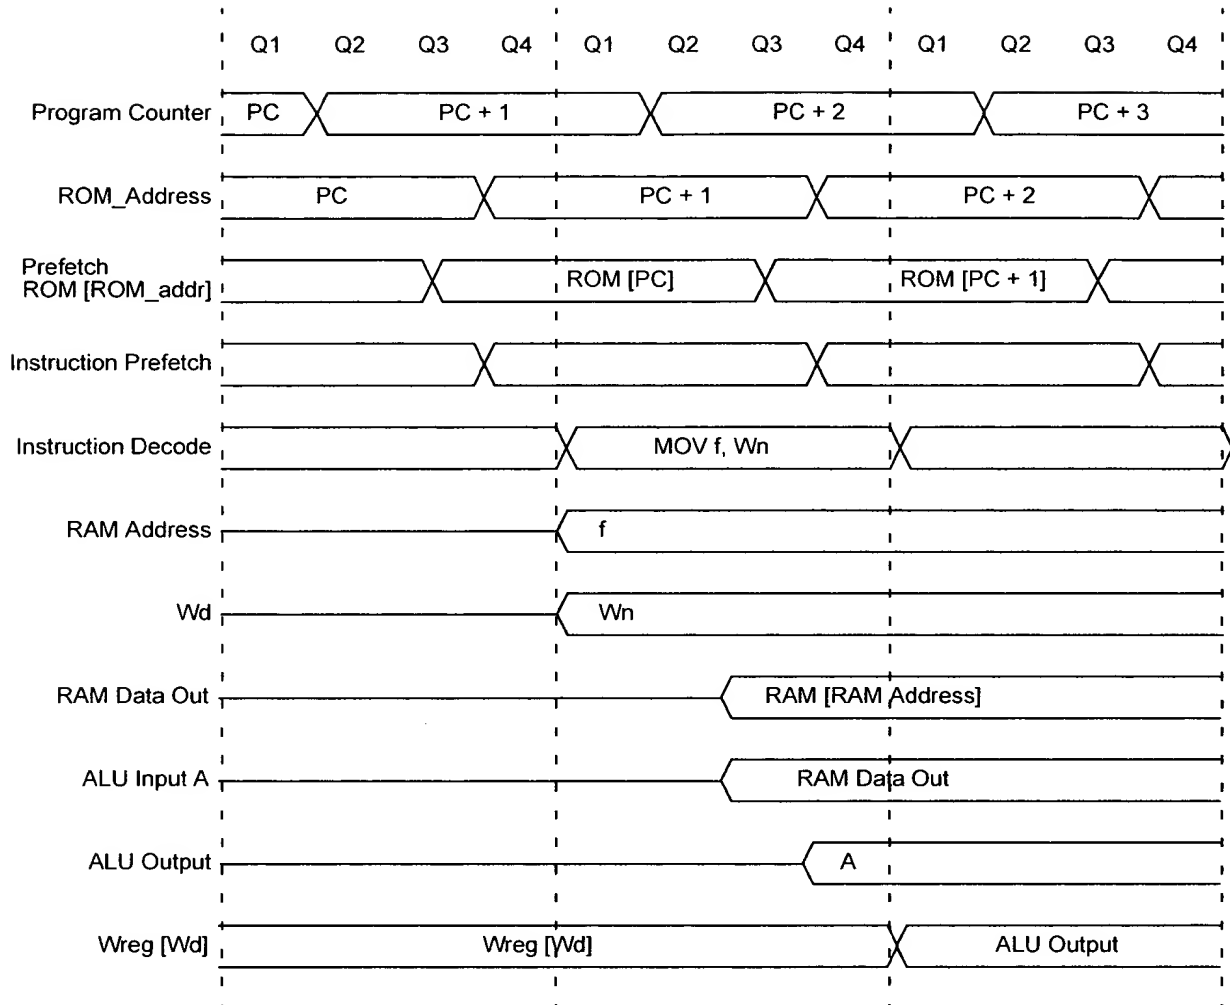 Q1 Q2 Q3 Q4 Q1 Q2 Q3 Q4 Q1 Q2 Q3 Q4
Program Counter PC PC + 1 PC + 2 PC + 3
ROM_Address PC PC + 1 PC + 2
Prefetch
ROM [ROM_addr] ROM [PC] ROM [PC + 1]
Instruction Prefetch
Instruction Decode MOV f, Wn
RAM Address f
Wd Wn
RAM Data Out RAM [RAM Address]
ALU Input A RAM Data Out
ALU Output A
Wreg [Wd] Wreg [Wd] ALU Output